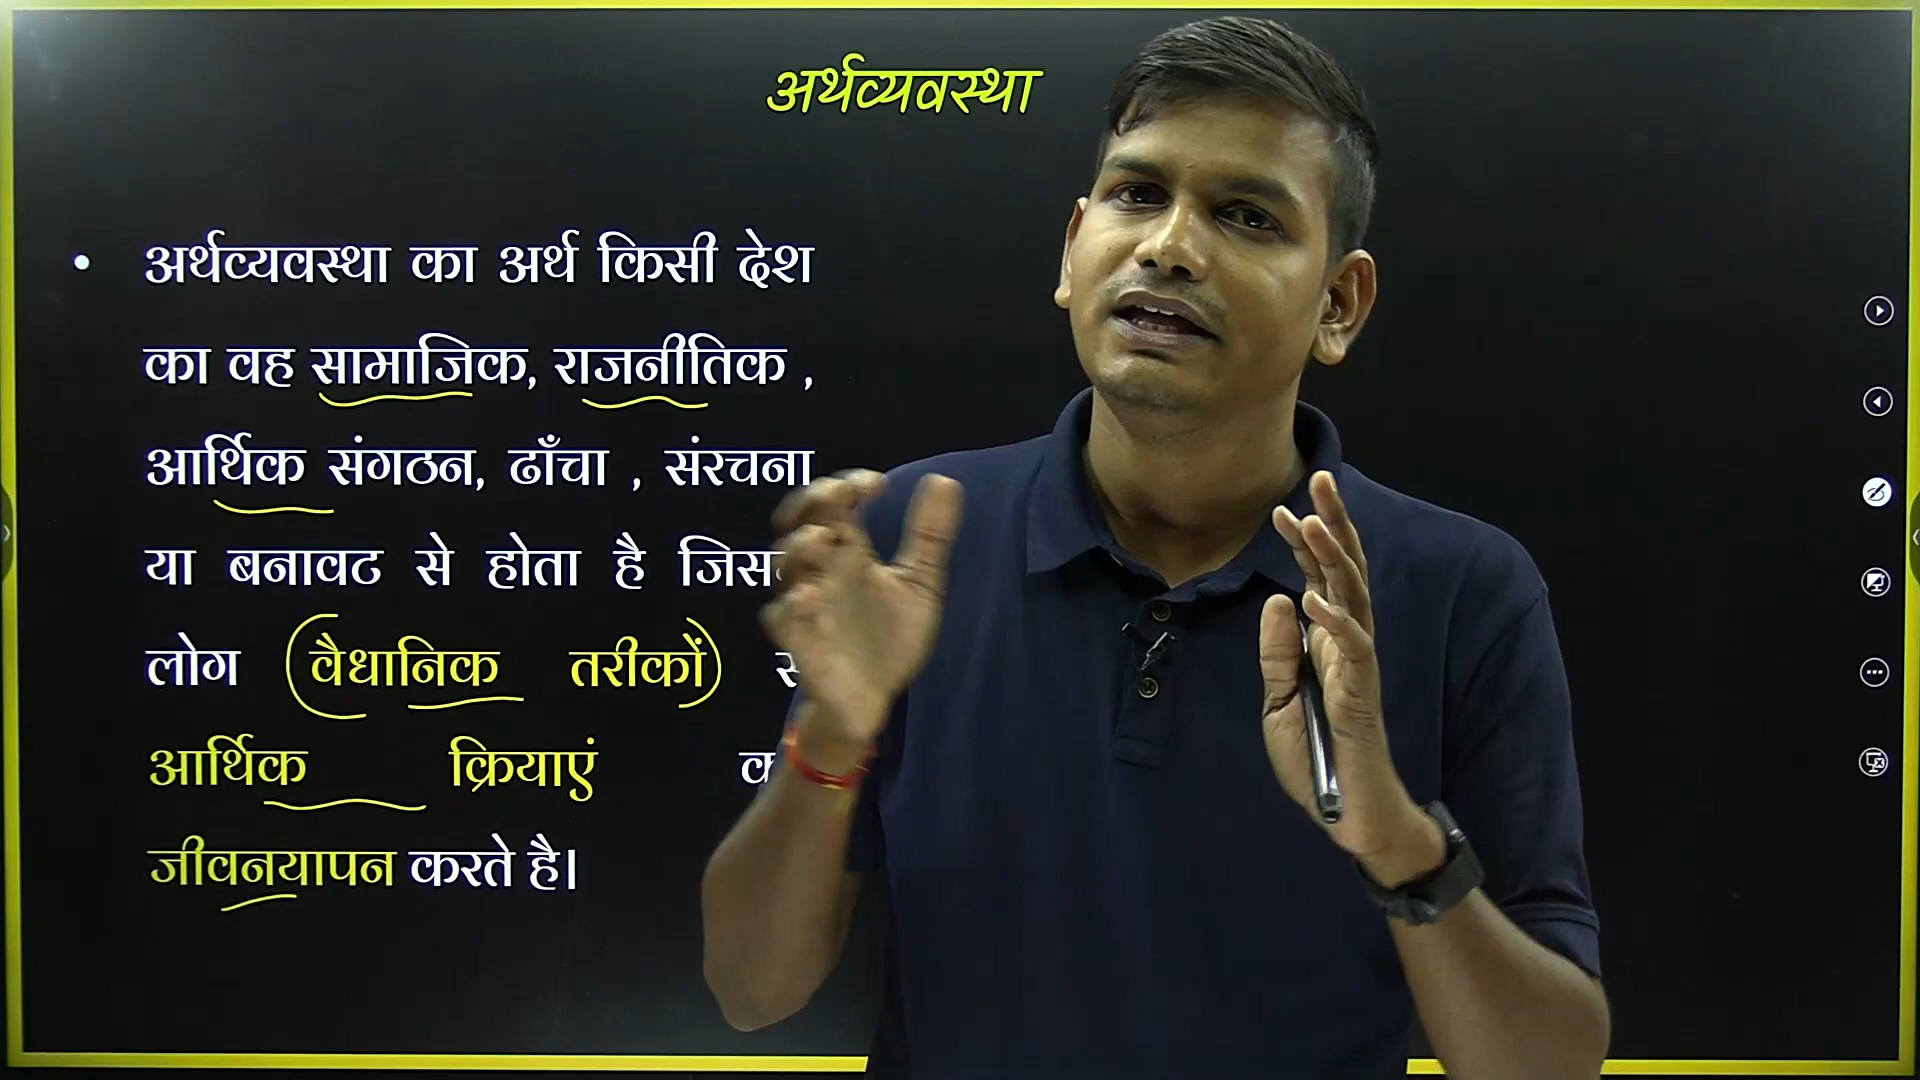 अर्थव्यवस्था
• अर्थव्यवस्था का अर्थ किसी देश
का वह सामाजिक, राजनीतिक ,
आर्थिक संगठन, ढाँचा , संरचना
या बनावट से होता है
लोग (वैधानिक तरीकों)
आर्थिक क्रियाएं
जीवनयापन करते है।